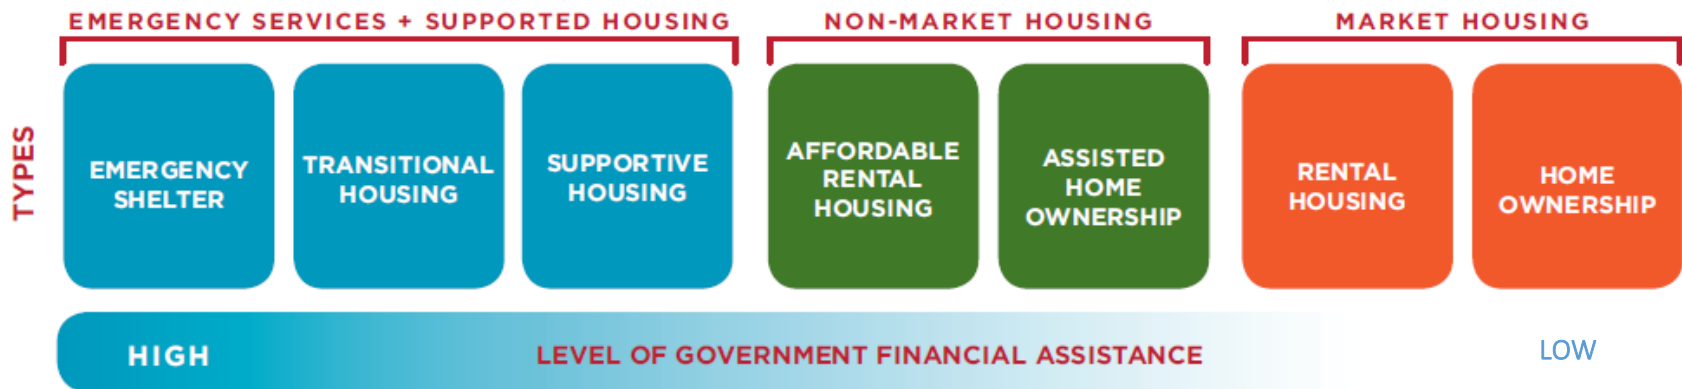 EMERGENCY SERVICES + SUPPORTED HOUSING
NON-MARKET HOUSING
MARKET HOUSING
TYPES
EMERGENCY
SHELTER
TRANSITIONAL
HOUSING
SUPPORTIVE
HOUSING
AFFORDABLE
RENTAL
HOUSING
ASSISTED
HOME
OWNERSHIP
RENTAL
HOUSING
HOME
OWNERSHIP
HIGH
LEVEL OF GOVERNMENT FINANCIAL ASSISTANCE
LOW